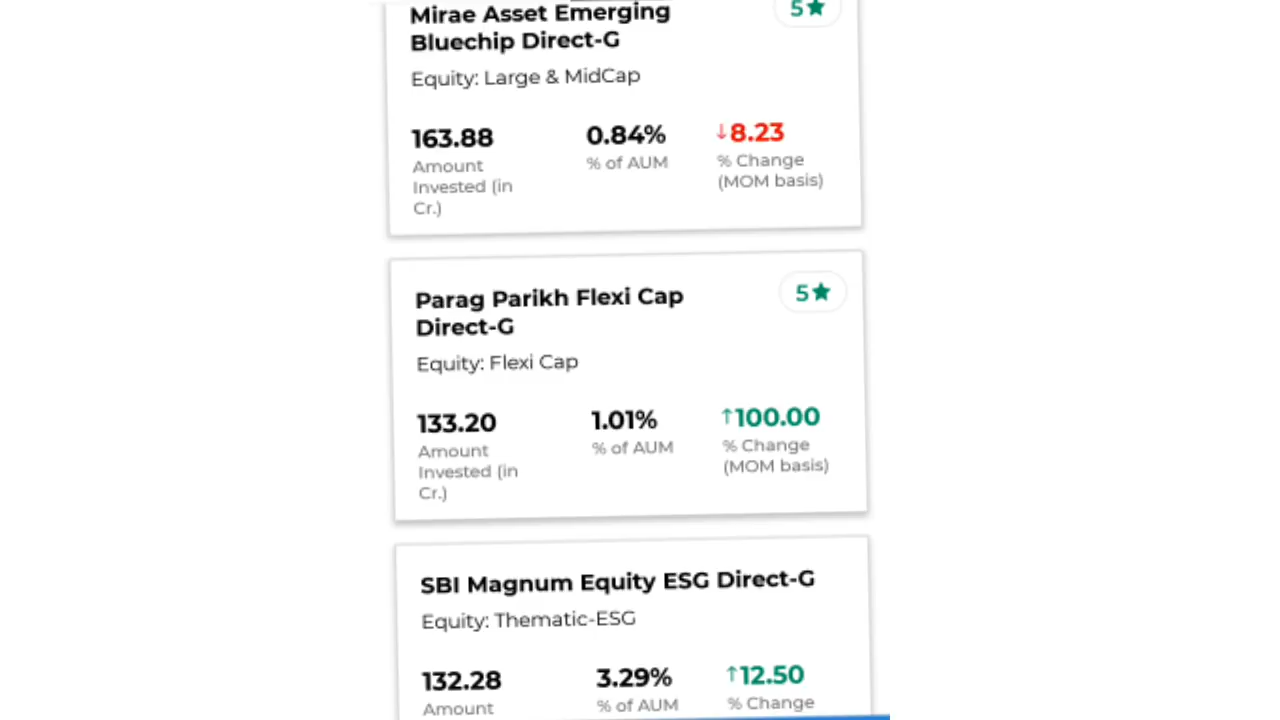 Mirae Asset Emerging
Bluechip Direct-G
5★
Equity: Large & MidCap
163.88
Amount
Invested (in
Cr.)
0.84%
% of AUM
↓8.23
% Change
(MOM basis)
Parag Parikh Flexi Cap
Direct-G
5★
Equity: Flexi Cap
133.20
Amount
Invested (in
Cr.)
1.01%
% of AUM
↑100.00
% Change
(MOM basis)
SBI Magnum Equity ESG Direct-G
Equity: Thematic-ESG
132.28
Amount
3.29%
% of AUM
↑12.50
% Change